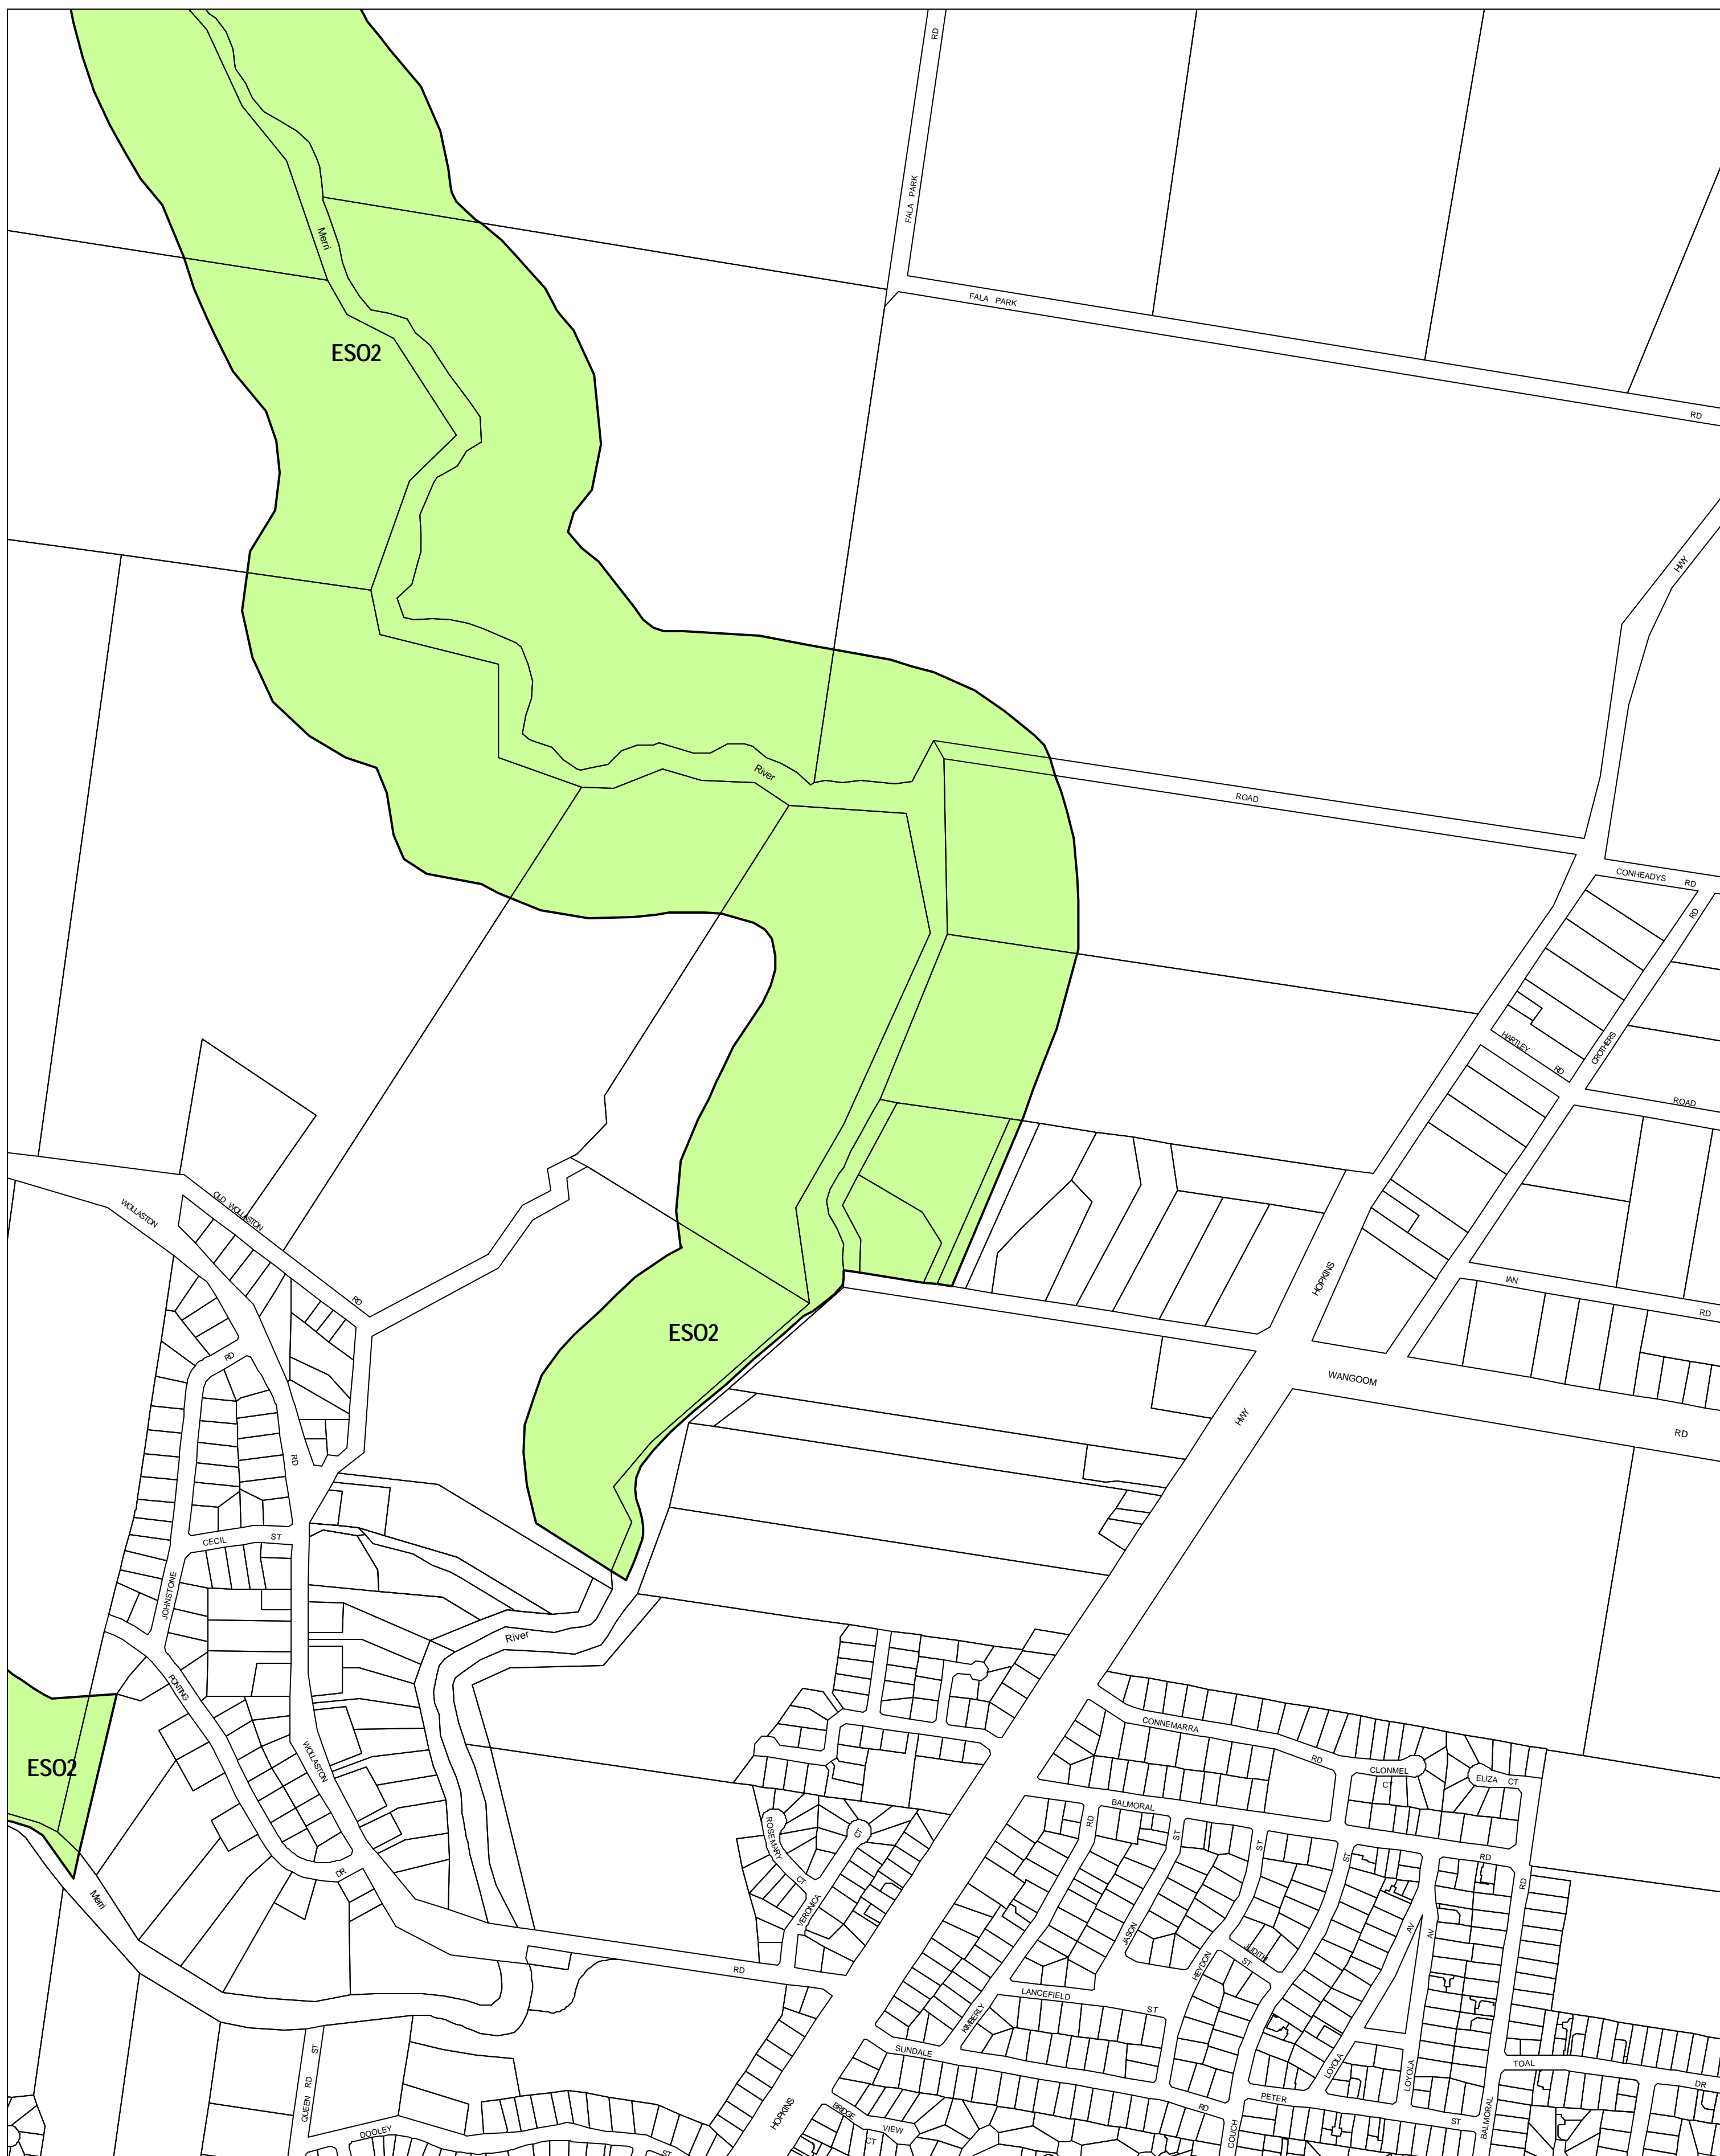 RD
FALA PARK
Merri
FALA PARK
RD
ESO2
HWY
River
ROAD
CONHEADYS RD
RD
HARTLEY RD
CROTHERS
ROAD
WOLLASTON
OLD WOLLASTON
RD
HOPKINS
IAN
RD
ESO2
RD
WANGOOM
RD
HWY
RD
CECIL ST
JOHNSTONE
River
PONTING
CONNEMARRA
RD
WOLLASTON
ESO2
CLONMEL
CT
ELIZA CT
BALMORAL
RD
ROSEMARY
CT
CT
ST
ST
ST
RD
RD
DR
Merri
VERONICA
JASON
AV
AV
HEYDON
JUDITH
ST
RD
LANCEFIELD
ST
KIMBERLY
SUNDALE
RD
QUEEN RD
ST
LOYOLA
LOYOLA
TOAL
DR
PETER
ST
BALMORAL
HOPKINS
BRIDGE
VIEW
CT
COUCH
DOOLEY
ST